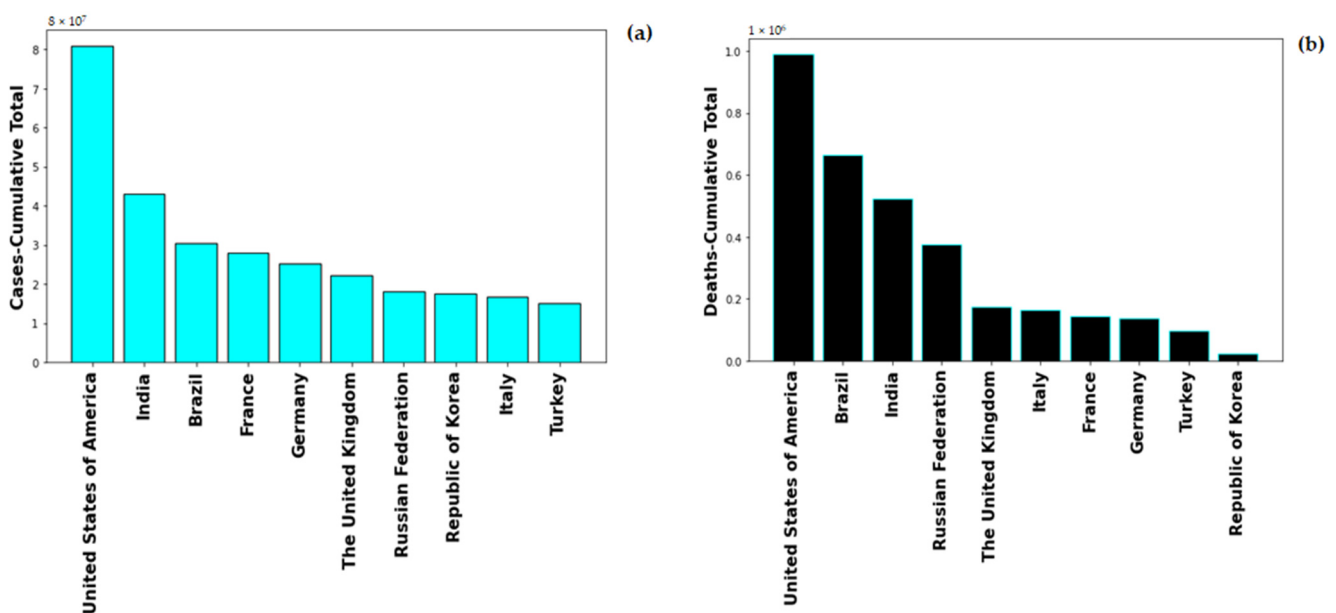 8 × 10⁷
(a)
Cases-Cumulative Total
8
7
6
5
4
3
2
1
0
United States of America
India
Brazil
France
Germany
The United Kingdom
Russian Federation
Republic of Korea
Italy
Turkey
1 × 10⁶
(b)
Deaths-Cumulative Total
1.0
0.8
0.6
0.4
0.2
0.0
United States of America
Brazil
India
Russian Federation
The United Kingdom
Italy
France
Germany
Turkey
Republic of Korea